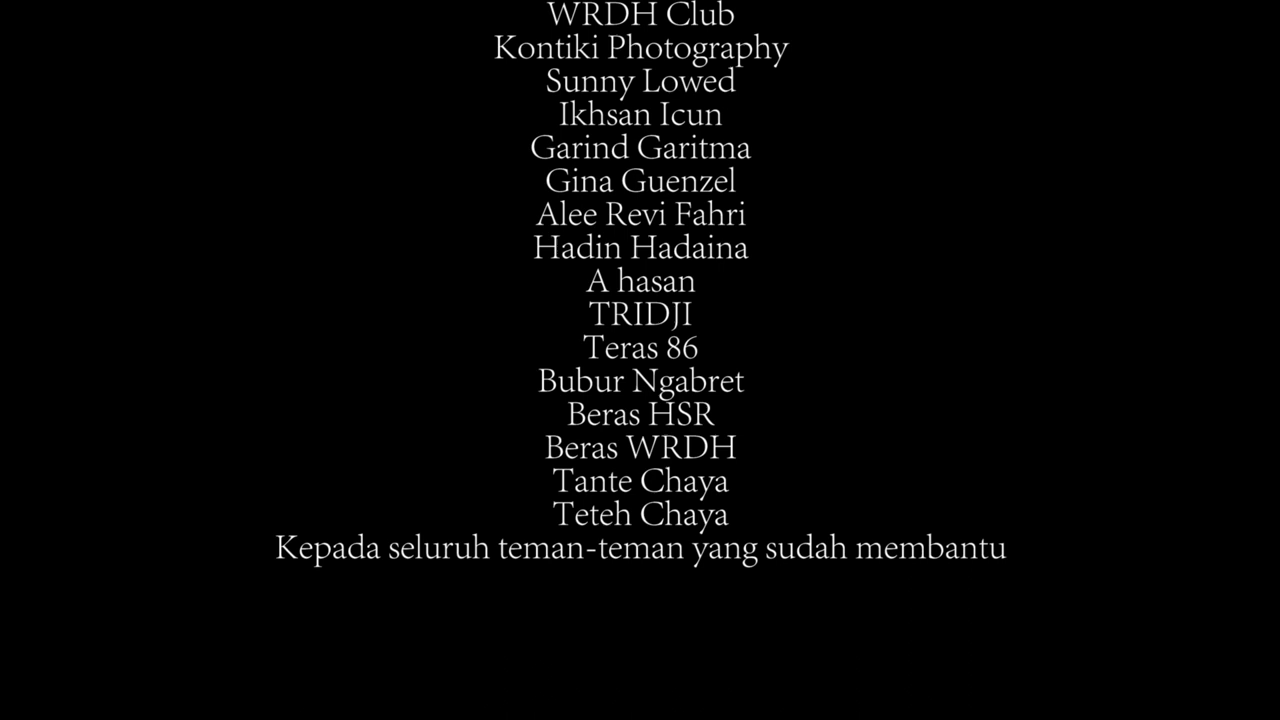 WRDH Club
Kontiki Photography
Sunny Lowed
Ikhsan Icun
Garind Garitma
Gina Guenzel
Alee Revi Fahri
Hadin Hadaina
A hasan
TRIDJI
Teras 86
Bubur Ngabret
Beras HSR
Beras WRDH
Tante Chaya
Teteh Chaya
Kepada seluruh teman-teman yang sudah membantu